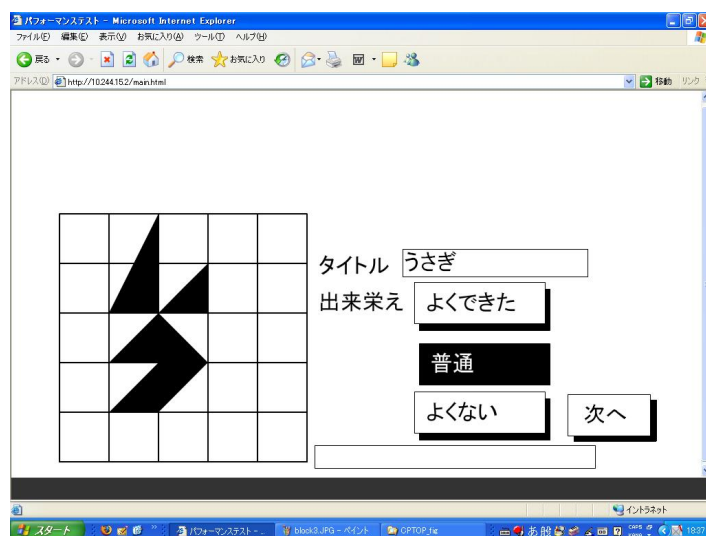 パフォーマンステスト - Microsoft Internet Explorer
ファイル(F) 編集(E) 表示(V) お気に入り(A) ツール(T) ヘルプ(H)
戻る 検索 お気に入り
アドレス(D) http://10.244.15.2/main.html 移動 リンク
タイトル うさぎ
出来栄え よくできた
普通
よくない 次へ
イントラネット
スタート パフォーマンステスト - ... block3.JPG - ペイント CPTOP_fig あ 般 CAPS 18:37